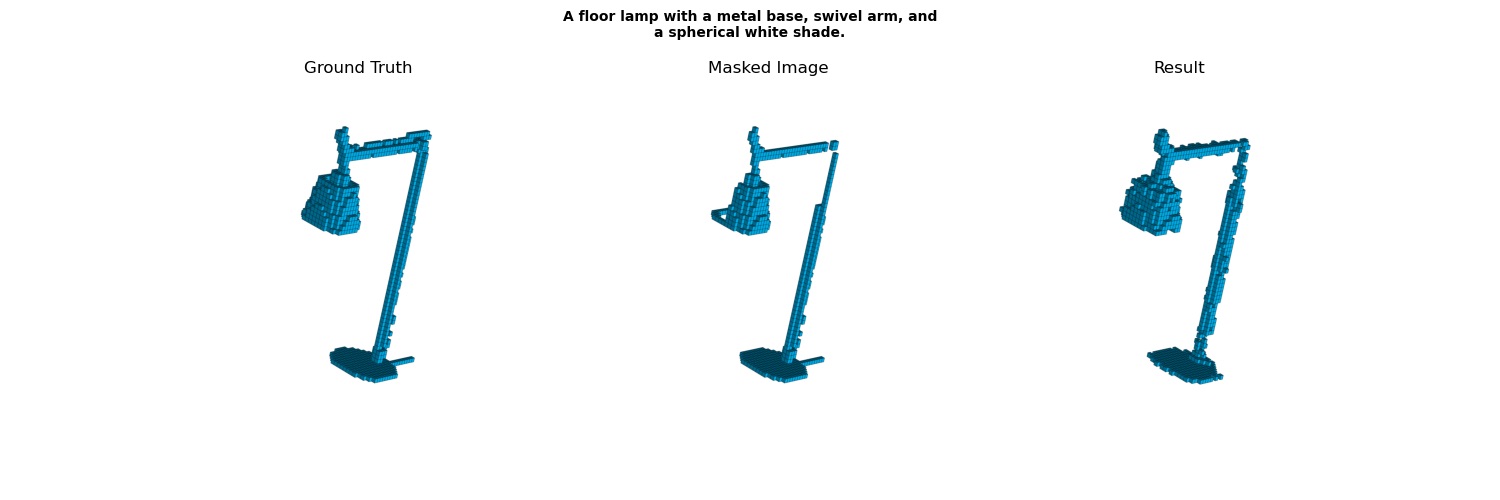 A floor lamp with a metal base, swivel arm, and
a spherical white shade.
Ground Truth
Masked Image
Result